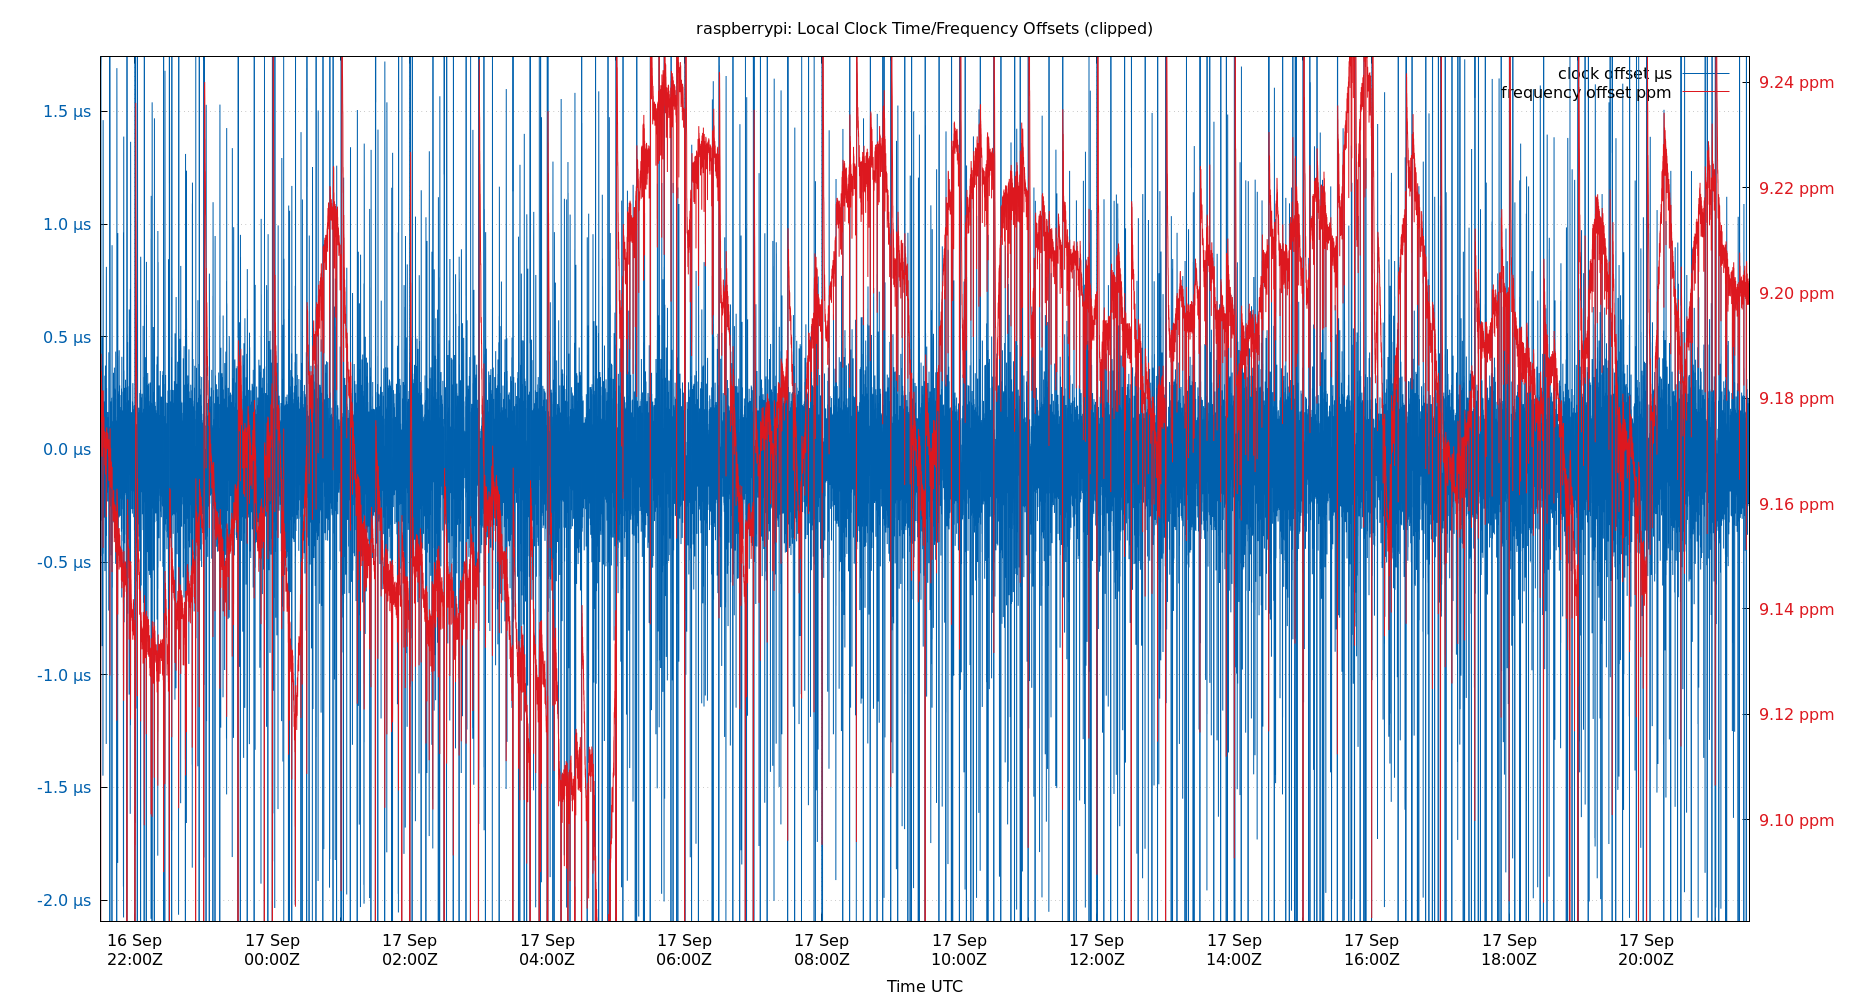 raspberrypi: Local Clock Time/Frequency Offsets (clipped)
clock offset µs
frequency offset ppm
1.5 µs
1.0 µs
0.5 µs
0.0 µs
-0.5 µs
-1.0 µs
-1.5 µs
-2.0 µs
9.24 ppm
9.22 ppm
9.20 ppm
9.18 ppm
9.16 ppm
9.14 ppm
9.12 ppm
9.10 ppm
16 Sep 17 Sep 17 Sep 17 Sep 17 Sep 17 Sep 17 Sep 17 Sep 17 Sep 17 Sep 17 Sep 17 Sep
22:00Z 00:00Z 02:00Z 04:00Z 06:00Z 08:00Z 10:00Z 12:00Z 14:00Z 16:00Z 18:00Z 20:00Z
Time UTC